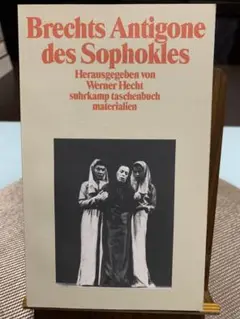 Brechts Antigone
des Sophokles
Herausgegeben von
Werner Hecht
suhrkamp taschenbuch
materialien